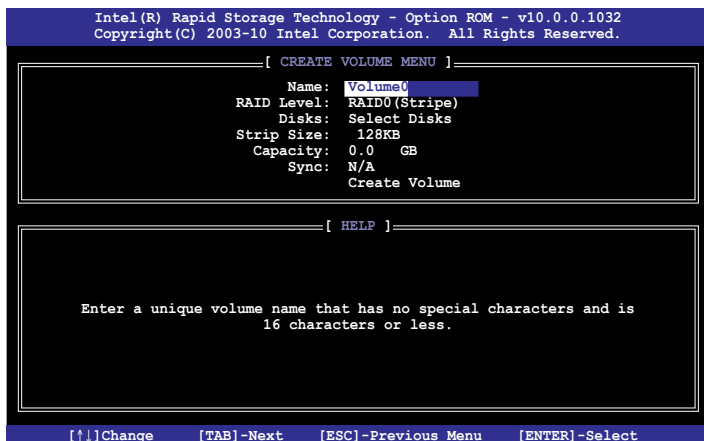 Intel(R) Rapid Storage Technology - Option ROM - v10.0.0.1032
Copyright(C) 2003-10 Intel Corporation. All Rights Reserved.
[ CREATE VOLUME MENU ]
Name: Volume0
RAID Level: RAID0(Stripe)
Disks: Select Disks
Strip Size: 128KB
Capacity: 0.0 GB
Sync: N/A
Create Volume
[ HELP ]
Enter a unique volume name that has no special characters and is
16 characters or less.
[↑↓]Change [TAB]-Next [ESC]-Previous Menu [ENTER]-Select